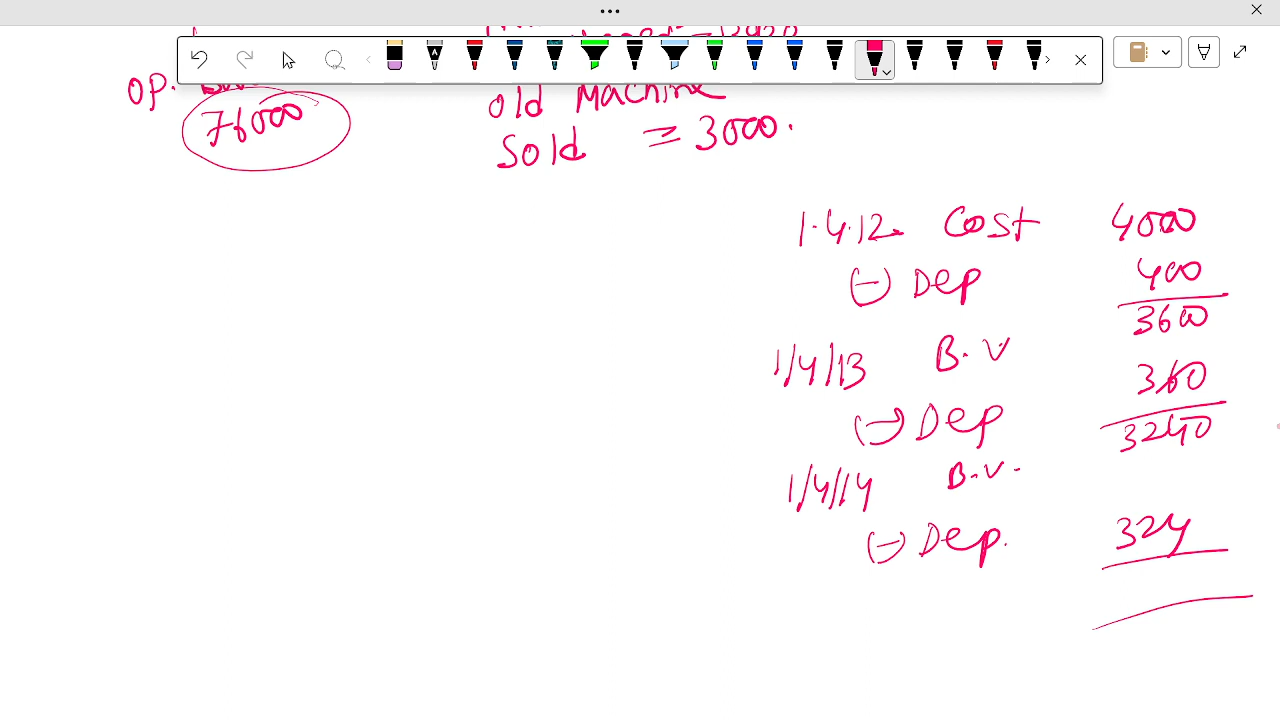 OP.
76000
old Machine
Sold = 3000.
1.4.12. Cost 4000
(-) Dep 400
3600
1/4/13 B.V
360
(-) Dep
3240
1/4/14 B.V.
(-) Dep. 324